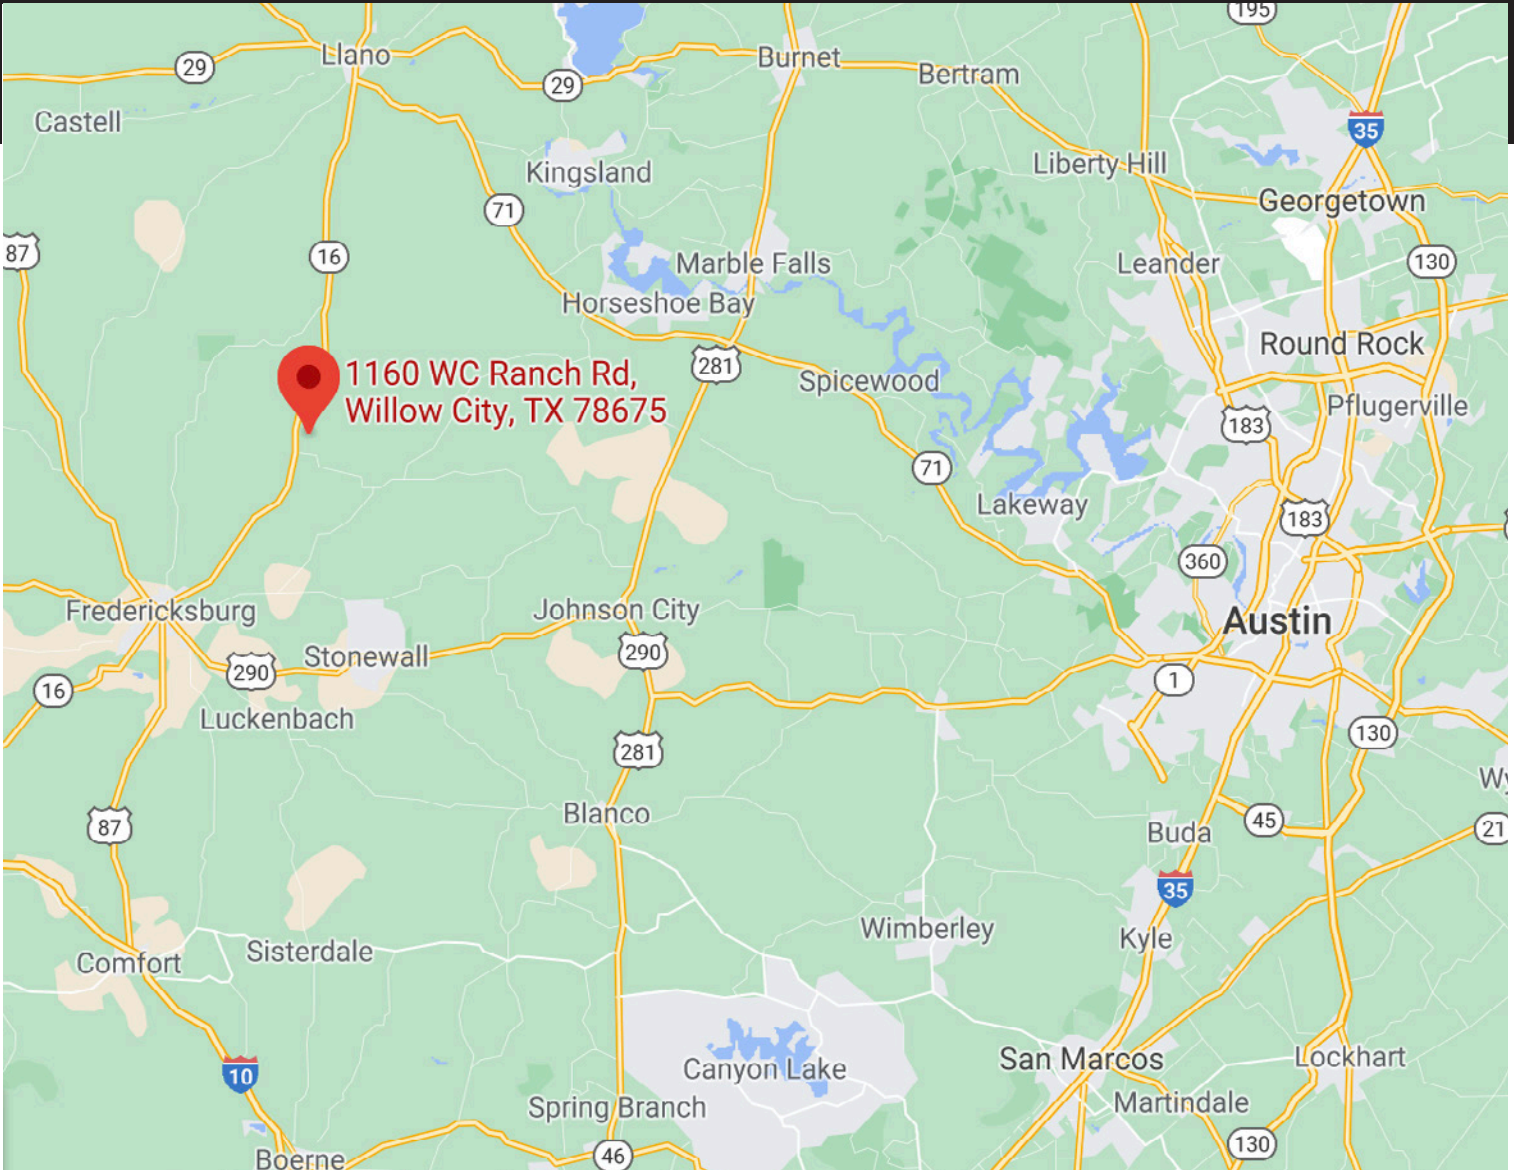 195
Llano
29
Burnet
29
Bertram
Castell
35
Liberty Hill
Kingsland
Georgetown
71
87
16
Marble Falls
Leander
130
Horseshoe Bay
Round Rock
281
1160 WC Ranch Rd,
Willow City, TX 78675
Spicewood
Pflugerville
183
71
Lakeway
183
360
Fredericksburg
Johnson City
Austin
290
Stonewall
290
16
1
Luckenbach
130
281
Blanco
87
45
Buda
21
35
Wimberley
Kyle
Sisterdale
Comfort
San Marcos
Lockhart
Canyon Lake
10
Spring Branch
Martindale
130
46
Boerne